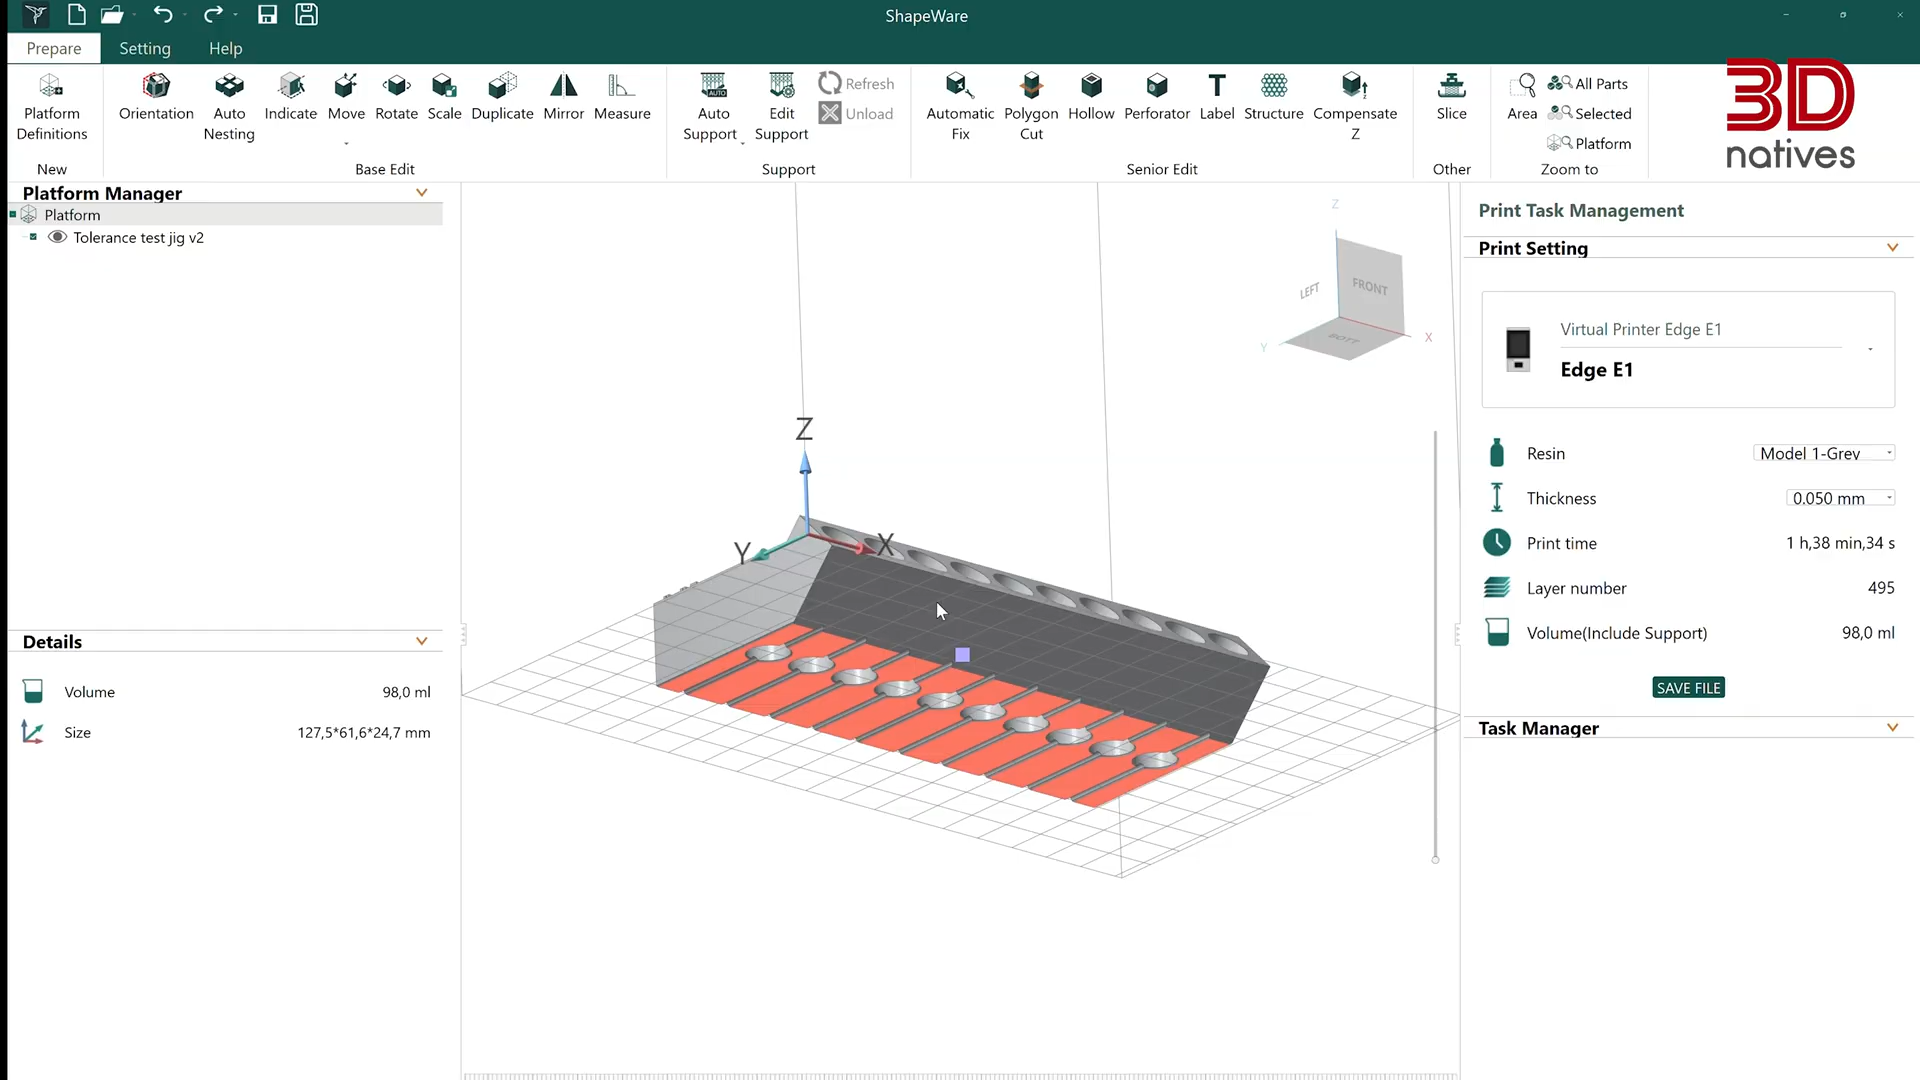 ShapeWare
Prepare
Setting
Help
Platform
Definitions
Orientation
Auto
Nesting
Indicate
Move
Rotate
Scale
Duplicate
Mirror
Measure
AUTO
Auto
Support
Edit
Support
Refresh
Unload
Automatic
Fix
Polygon
Cut
Hollow
Perforator
Label
Structure
Compensate
Z
Slice
Area
All Parts
Selected
Platform
New
Base Edit
Support
Senior Edit
Other
Zoom to
3D
natives
Platform Manager
Platform
Tolerance test jig v2
Details
Volume 98,0 ml
Size 127,5*61,6*24,7 mm
Z
LEFT
FRONT
BOTT
Y
X
Z
Y
X
Print Task Management
Print Setting
Virtual Printer Edge E1
Edge E1
Resin Model 1-Grey
Thickness 0.050 mm
Print time 1 h,38 min,34 s
Layer number 495
Volume(Include Support) 98,0 ml
SAVE FILE
Task Manager